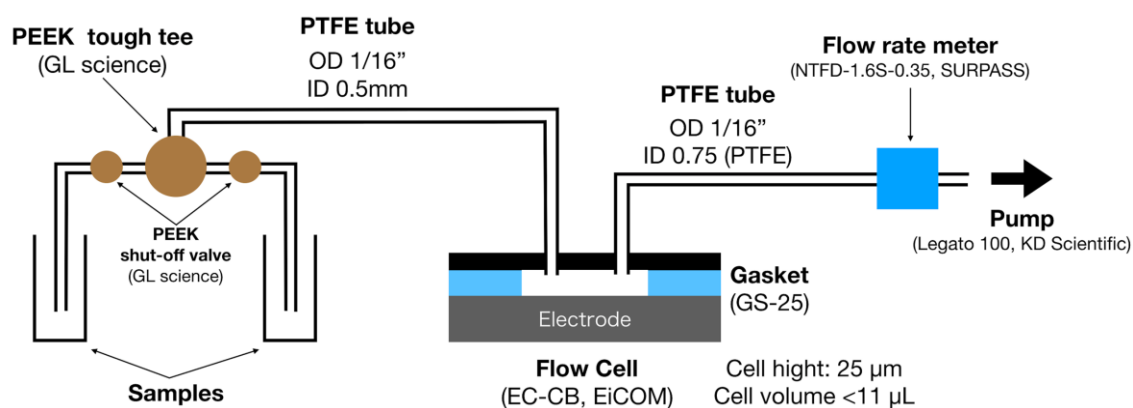 PEEK tough tee
(GL science)
PTFE tube
OD 1/16”
ID 0.5mm
PTFE tube
OD 1/16”
ID 0.75 (PTFE)
Flow rate meter
(NTFD-1.6S-0.35, SURPASS)
Pump
(Legato 100, KD Scientific)
PEEK
shut-off valve
(GL science)
Samples
Gasket
(GS-25)
Electrode
Flow Cell
(EC-CB, EiCOM)
Cell hight: 25 μm
Cell volume <11 μL